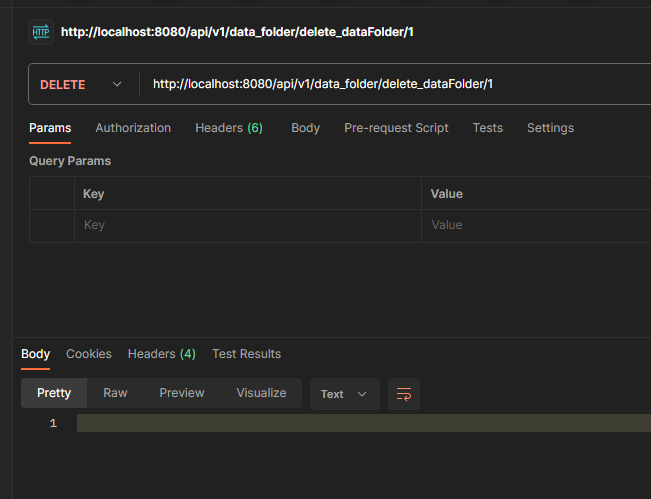 HTTP http://localhost:8080/api/v1/data_folder/delete_dataFolder/1
DELETE http://localhost:8080/api/v1/data_folder/delete_dataFolder/1
Params Authorization Headers (6) Body Pre-request Script Tests Settings
Query Params
Key Value
Key Value
Body Cookies Headers (4) Test Results
Pretty Raw Preview Visualize Text
1